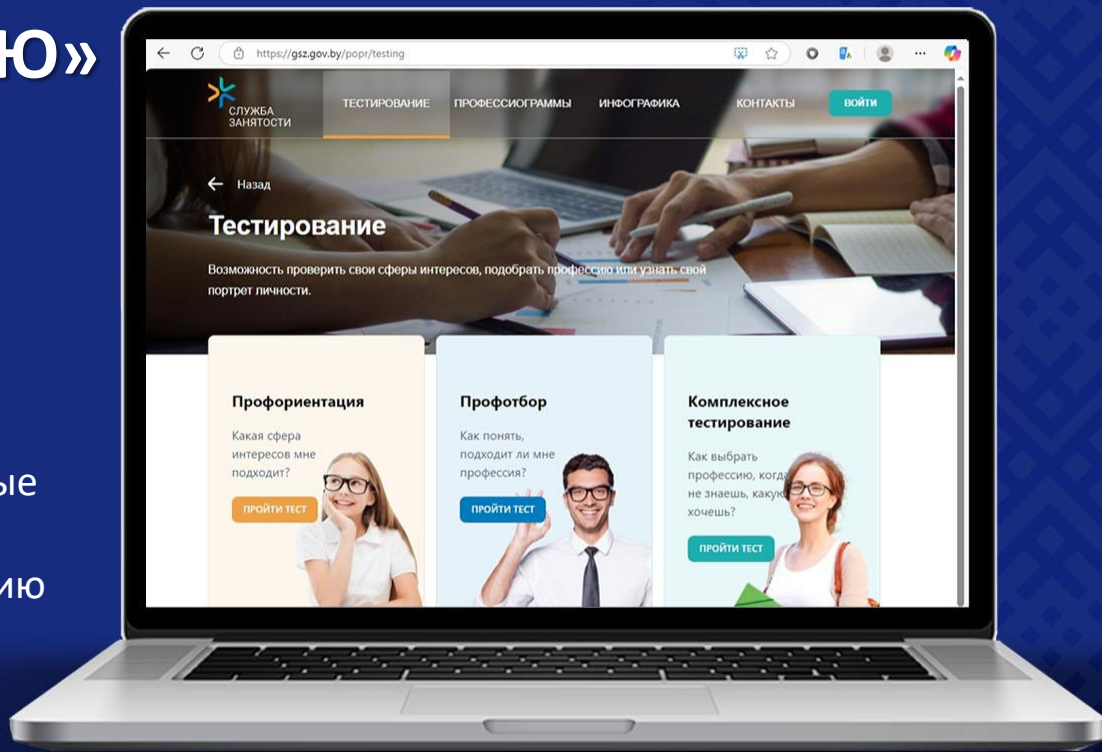 Ю»
ые
ию
https://gsz.gov.by/popr/testing
СЛУЖБА
ЗАНЯТОСТИ
ТЕСТИРОВАНИЕ
ПРОФЕССИОГРАММЫ
ИНФОГРАФИКА
КОНТАКТЫ
ВОЙТИ
Назад
Тестирование
Возможность проверить свои сферы интересов, подобрать профессию или узнать свой
портрет личности.
Профориентация
Какая сфера
интересов мне
подходит?
ПРОЙТИ ТЕСТ
Профотбор
Как понять,
подходит ли мне
профессия?
ПРОЙТИ ТЕСТ
Комплексное
тестирование
Как выбрать
профессию, когда
не знаешь, какую
хочешь?
ПРОЙТИ ТЕСТ